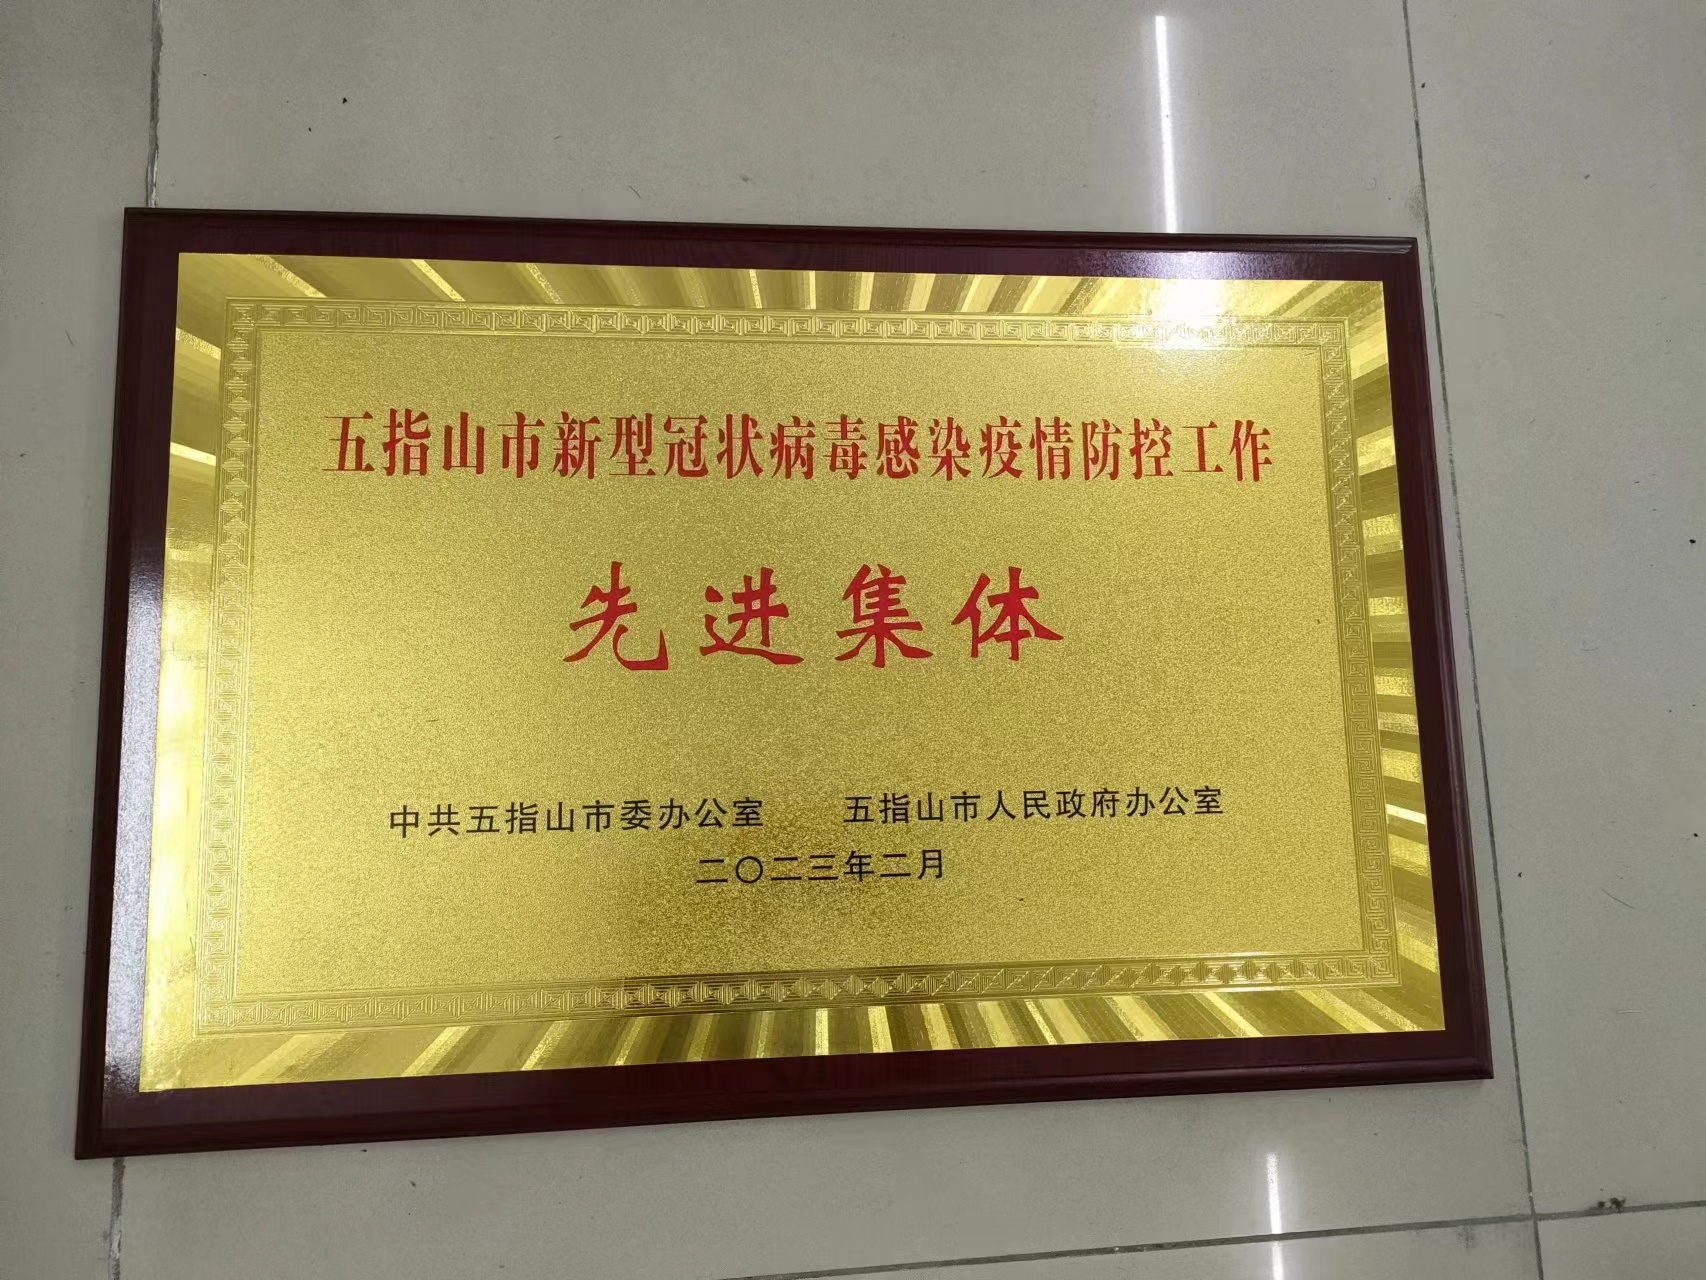 五指山市新型冠状病毒感染疫情防控工作
先进集体
中共五指山市委办公室 五指山市人民政府办公室
二〇二三年二月